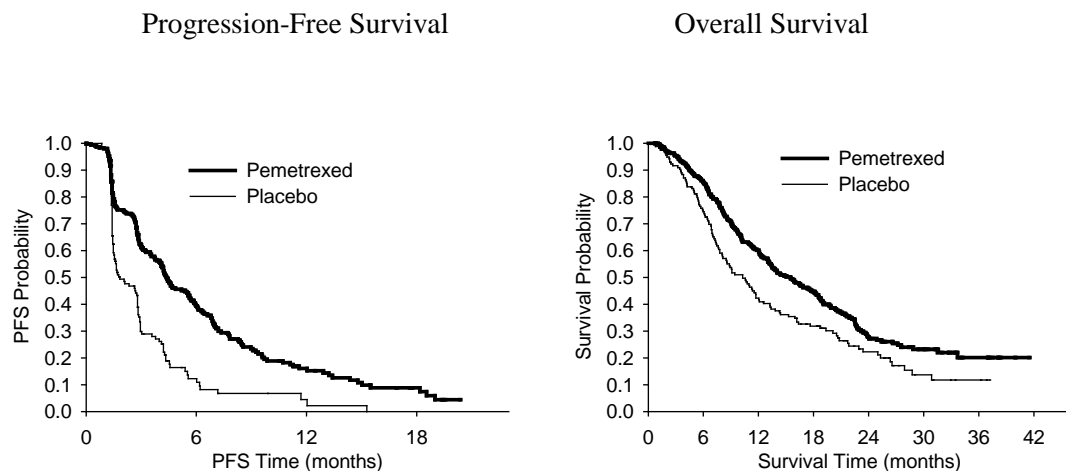 Progression-Free Survival
Overall Survival
1.0
0.9
0.8
0.7
0.6
0.5
0.4
0.3
0.2
0.1
0.0
PFS Probability
Pemetrexed
Placebo
0 6 12 18
PFS Time (months)
1.0
0.9
0.8
0.7
0.6
0.5
0.4
0.3
0.2
0.1
0.0
Survival Probability
Pemetrexed
Placebo
0 6 12 18 24 30 36 42
Survival Time (months)